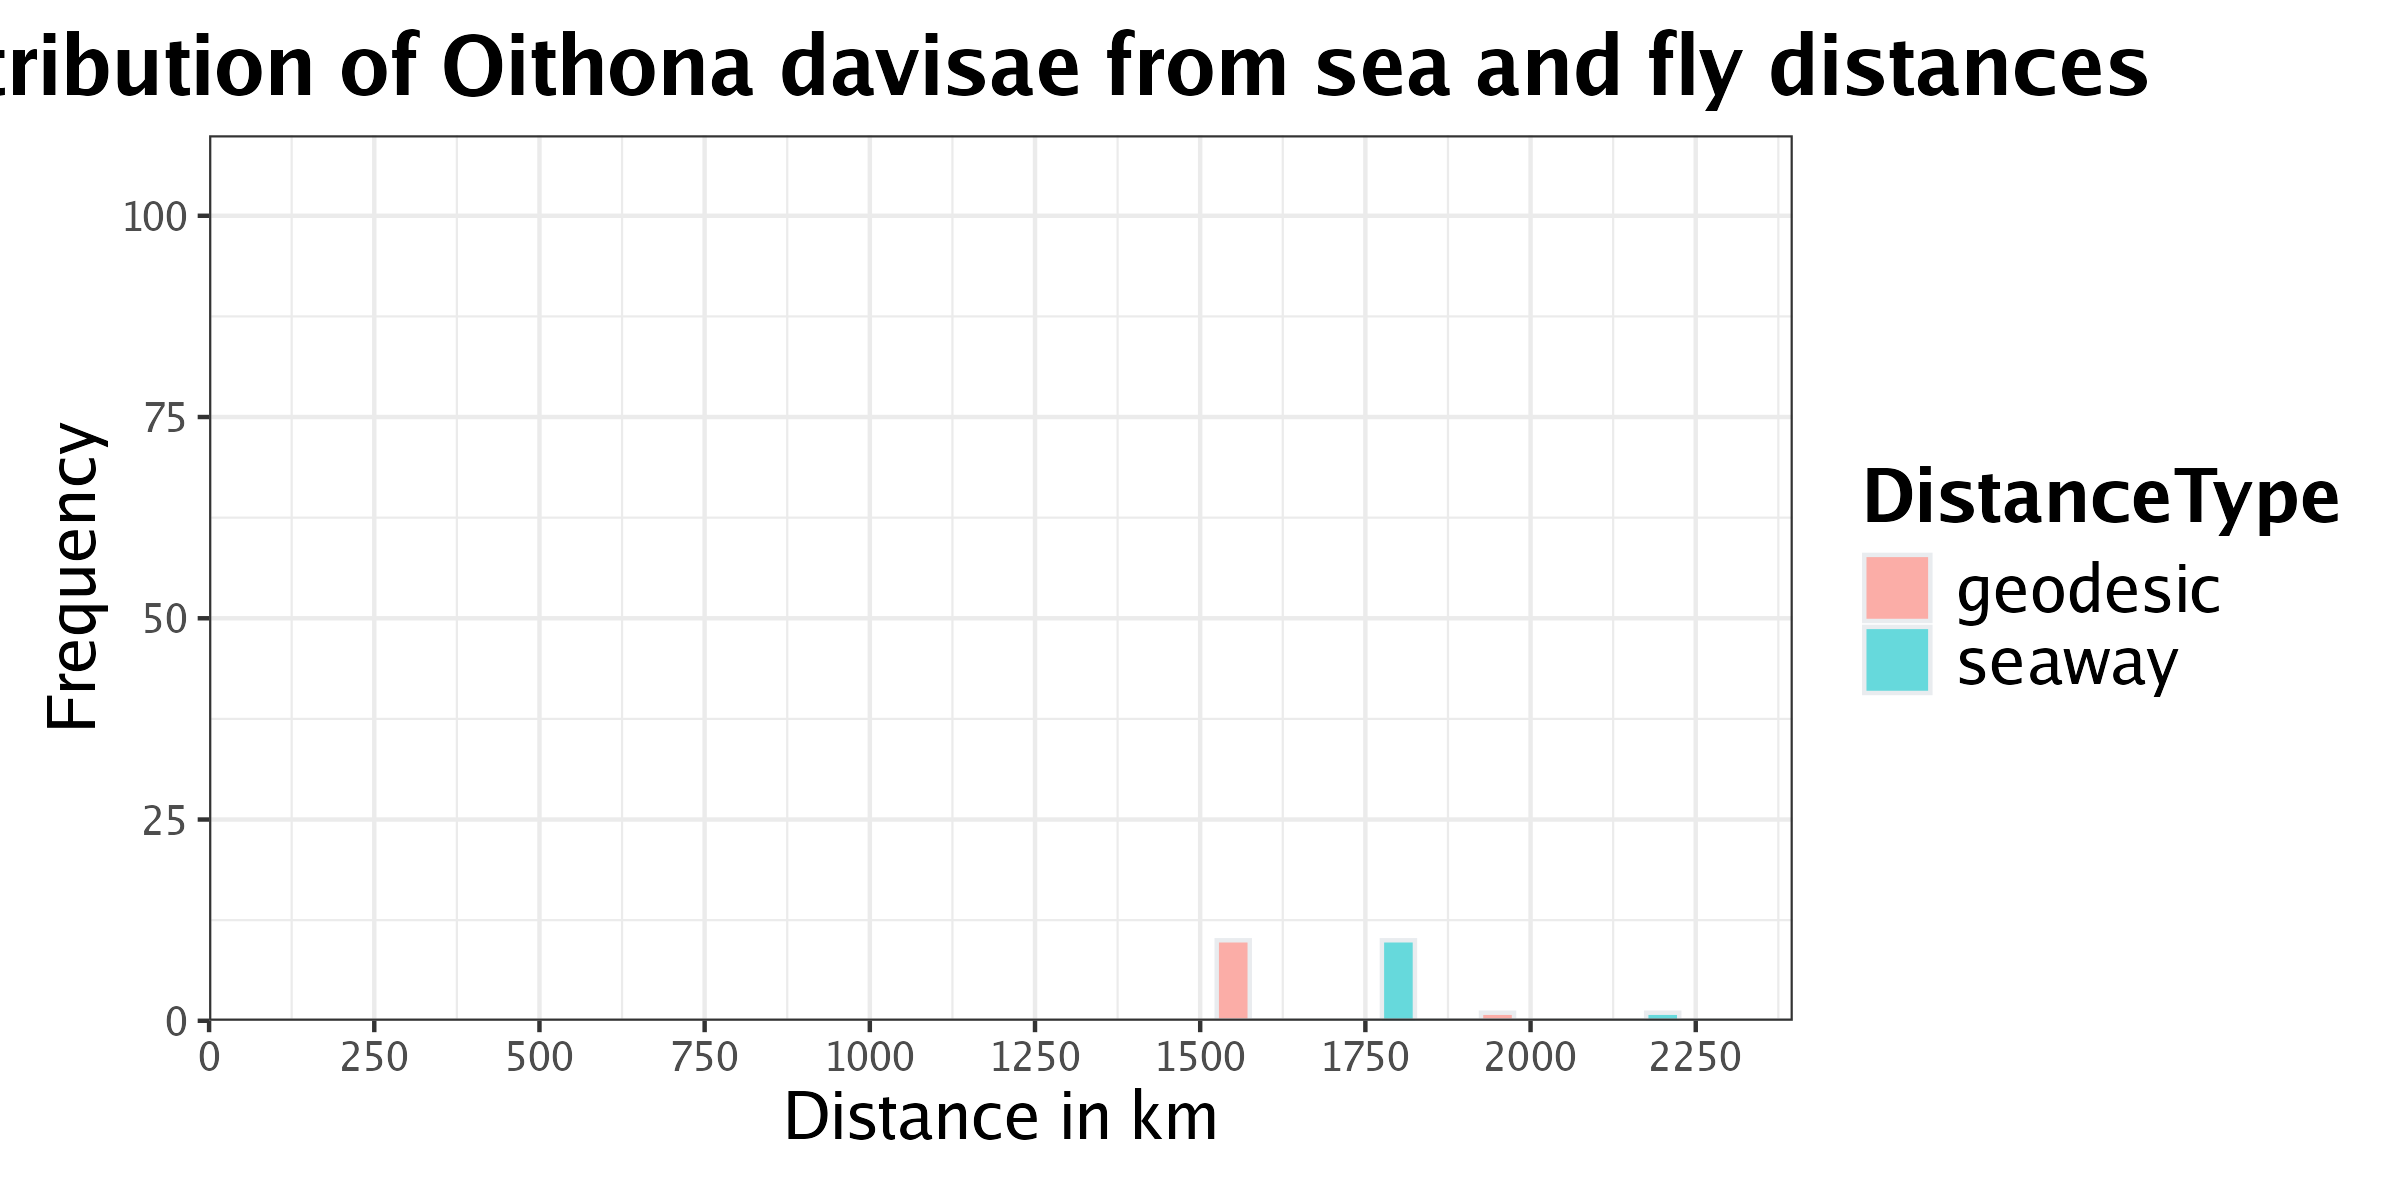 tribution of Oithona davisae from sea and fly distances
100
75
50
25
0
Frequency
0 250 500 750 1000 1250 1500 1750 2000 2250
Distance in km
DistanceType
geodesic
seaway